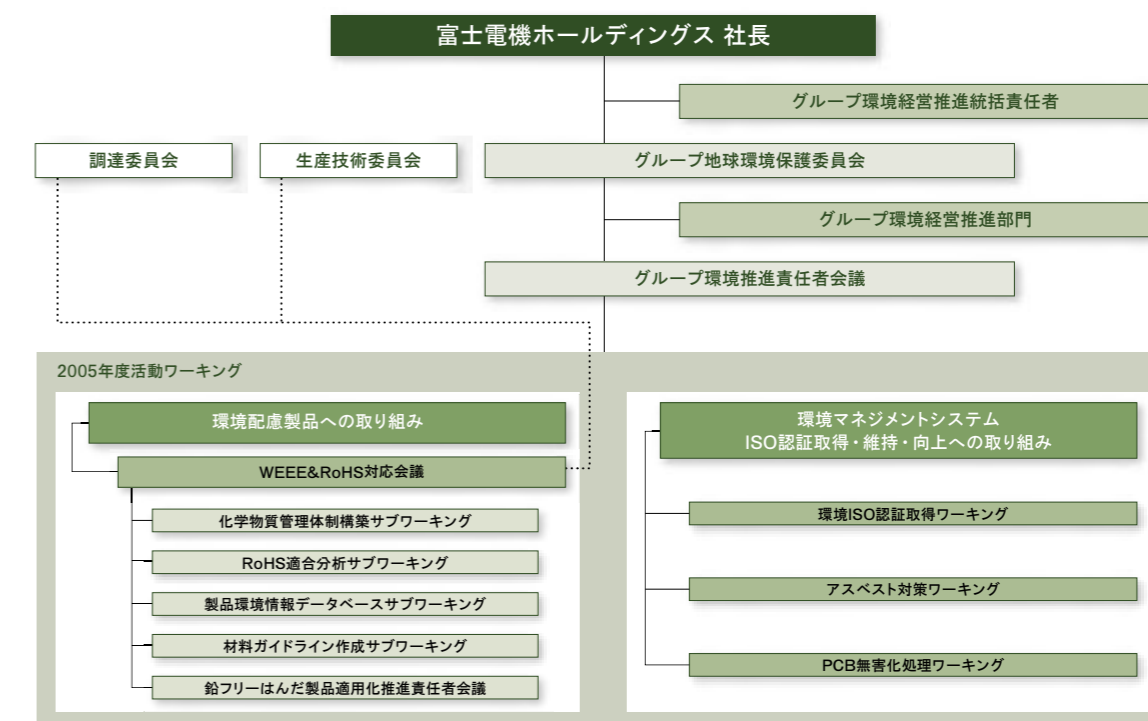 富士電機ホールディングス 社長
グループ環境経営推進統括責任者
調達委員会
生産技術委員会
グループ地球環境保護委員会
グループ環境経営推進部門
グループ環境推進責任者会議
2005年度活動ワーキング
環境配慮製品への取り組み
WEEE&RoHS対応会議
化学物質管理体制構築サブワーキング
RoHS適合分析サブワーキング
製品環境情報データベースサブワーキング
材料ガイドライン作成サブワーキング
鉛フリーはんだ製品適用化推進責任者会議
環境マネジメントシステム
ISO認証取得・維持・向上への取り組み
環境ISO認証取得ワーキング
アスベスト対策ワーキング
PCB無害化処理ワーキング